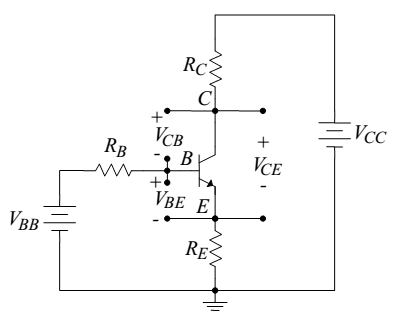 R_C
C
+
V_CB
-
+
V_CE
-
V_CC
R_B
B
+
V_BE
-
E
V_BB
R_E